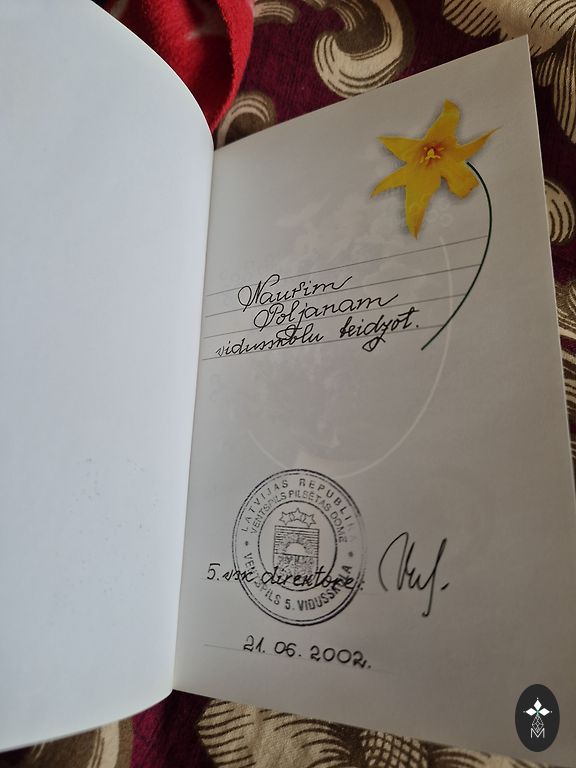 Naurim
Poljanam
vidusskolu beidzot.
LATVIJAS REPUBLIKA
VENTSPILS PILSĒTAS DOME
VENTSPILS 5. VIDUSSKOLA
5. vsk direktore:
21. 06. 2002.
M